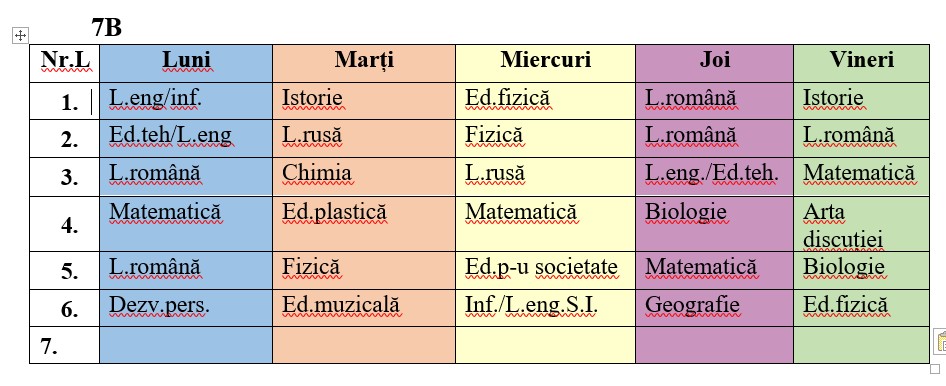 7B
Nr.L Luni Marți Miercuri Joi Vineri
1. L.eng/inf. Istorie Ed.fizică L.română Istorie
2. Ed.teh/L.eng L.rusă Fizică L.română L.română
3. L.română Chimia L.rusă L.eng./Ed.teh. Matematică
4. Matematică Ed.plastică Matematică Biologie Arta
discuției
5. L.română Fizică Ed.p-u societate Matematică Biologie
6. Dezv.pers. Ed.muzicală Inf./L.eng.S.I. Geografie Ed.fizică
7.